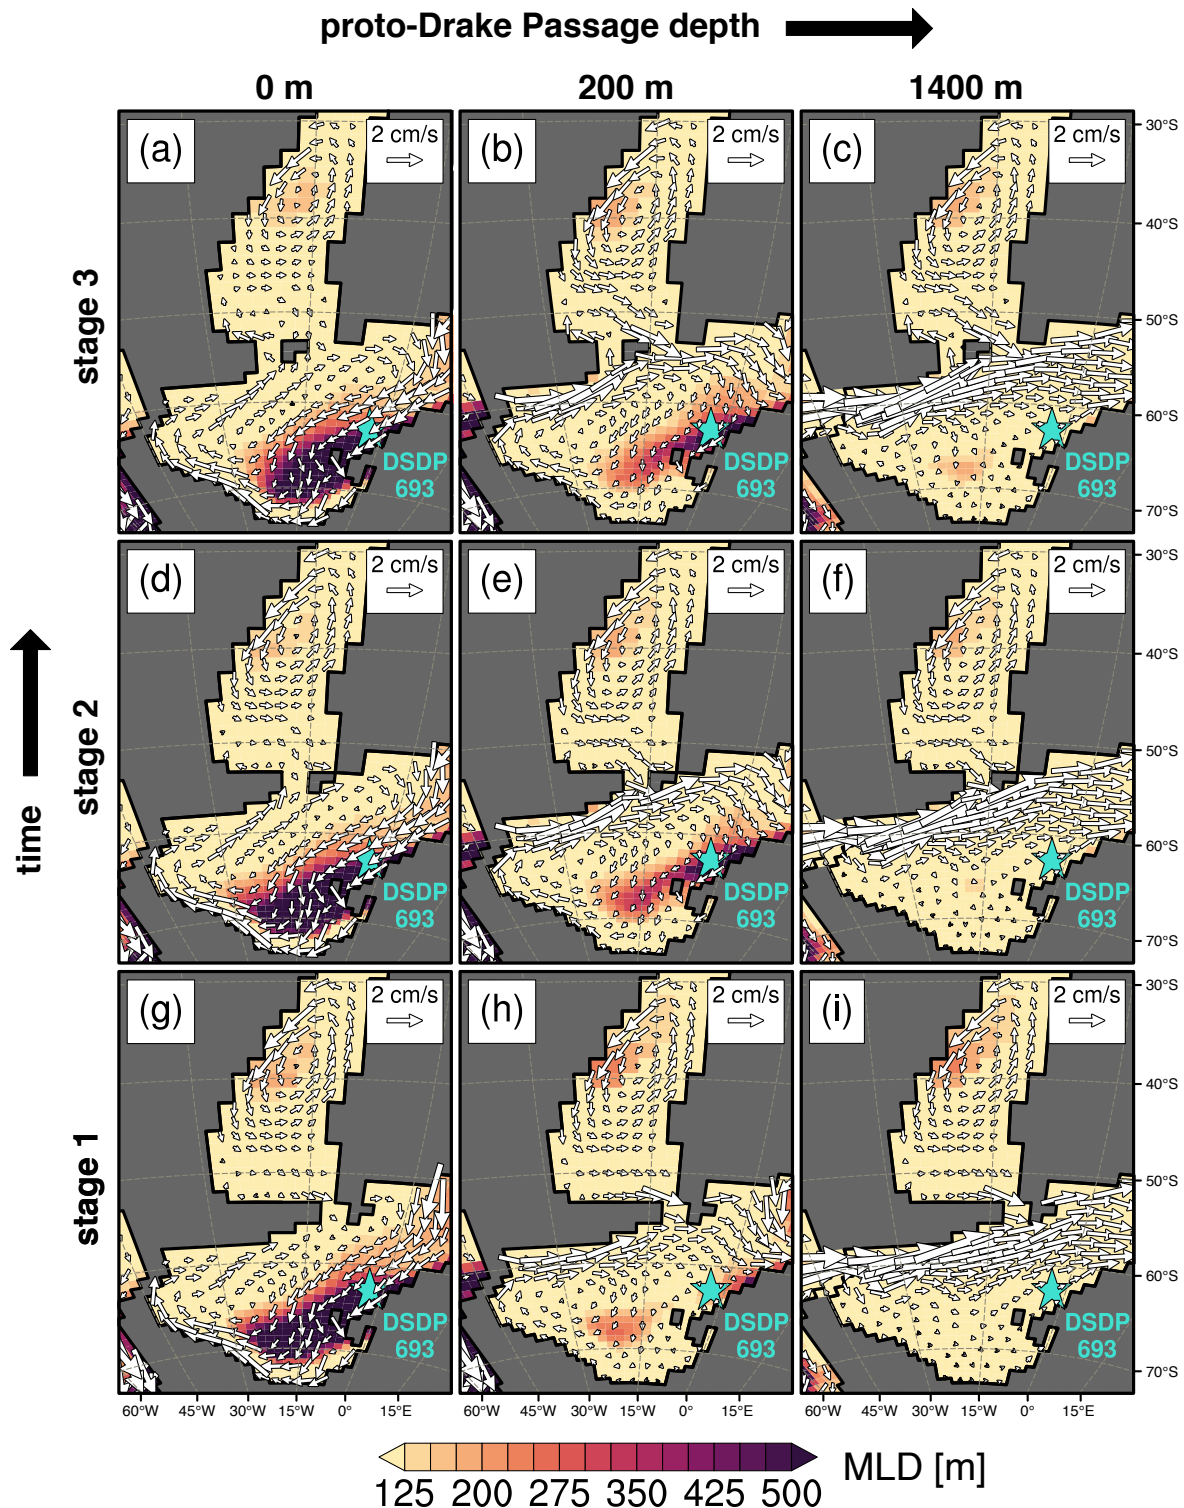 proto-Drake Passage depth
0 m 200 m 1400 m
stage 3
(a) 2 cm/s (b) 2 cm/s (c) 2 cm/s
30°S
40°S
50°S
60°S
70°S
DSDP
693
DSDP
693
DSDP
693
time
stage 2
(d) 2 cm/s (e) 2 cm/s (f) 2 cm/s
30°S
40°S
50°S
60°S
70°S
DSDP
693
DSDP
693
DSDP
693
stage 1
(g) 2 cm/s (h) 2 cm/s (i) 2 cm/s
30°S
40°S
50°S
60°S
70°S
DSDP
693
DSDP
693
DSDP
693
60°W 45°W 30°W 15°W 0° 15°E 60°W 45°W 30°W 15°W 0° 15°E 60°W 45°W 30°W 15°W 0° 15°E
125 200 275 350 425 500
MLD [m]